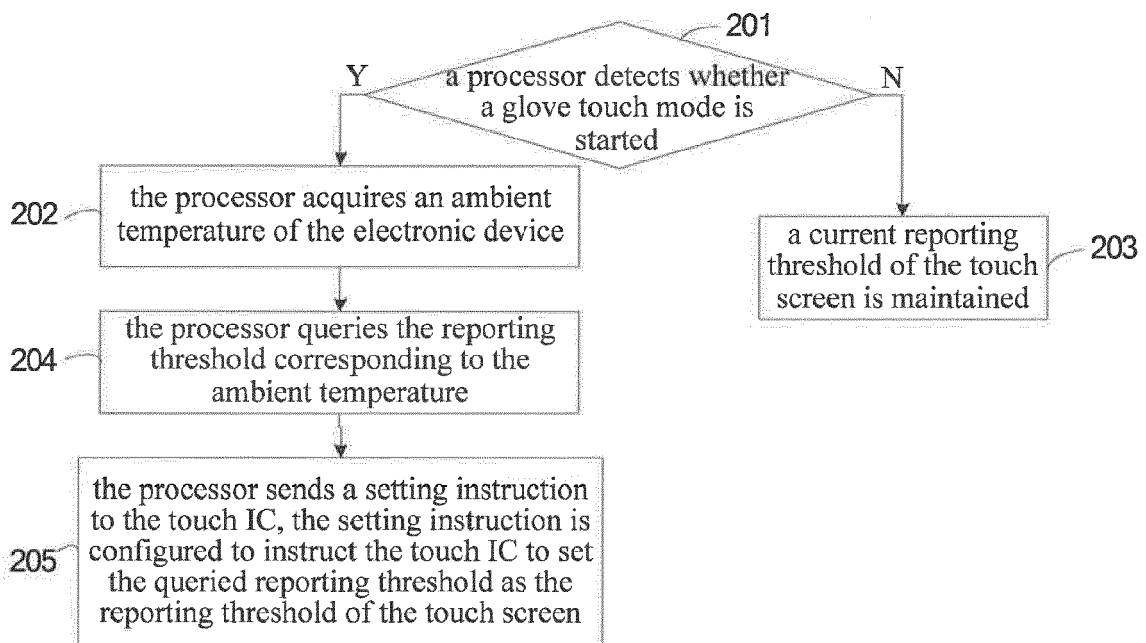 201
a processor detects whether
a glove touch mode is
started
Y
N
202
the processor acquires an ambient
temperature of the electronic device
a current reporting
threshold of the touch
screen is maintained
203
204
the processor queries the reporting
threshold corresponding to the
ambient temperature
205
the processor sends a setting instruction
to the touch IC, the setting instruction is
configured to instruct the touch IC to set
the queried reporting threshold as the
reporting threshold of the touch screen